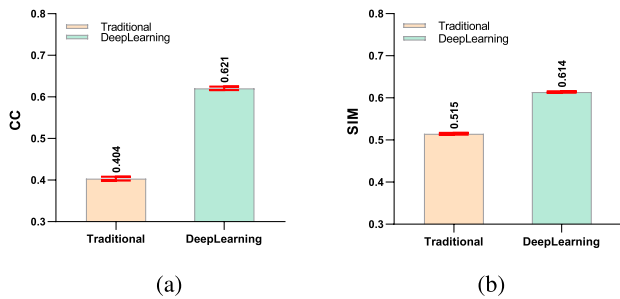 0.8
0.7
0.6
0.5
0.4
0.3
CC
Traditional
DeepLearning
0.404
0.621
Traditional
DeepLearning
(a)
0.8
0.7
0.6
0.5
0.4
0.3
SIM
Traditional
DeepLearning
0.515
0.614
Traditional
DeepLearning
(b)